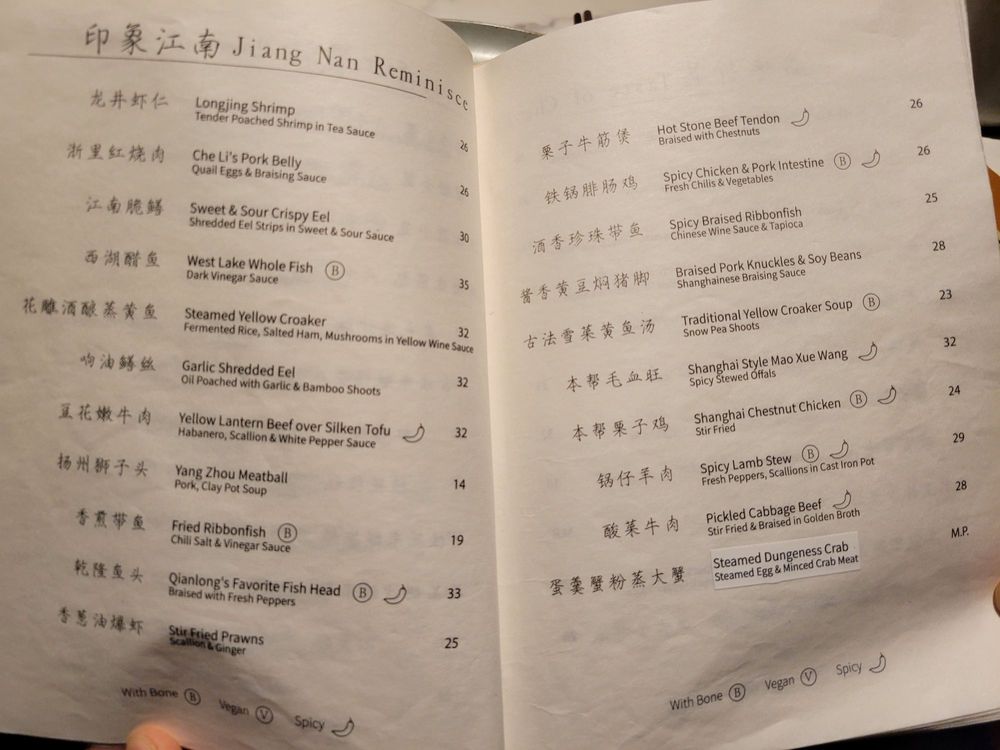 印象江南 Jiang Nan Reminisce
龙井虾仁 Longjing Shrimp
Tender Poached Shrimp in Tea Sauce 26
浙里红烧肉 Che Li's Pork Belly
Quail Eggs & Braising Sauce 26
江南脆鳝 Sweet & Sour Crispy Eel
Shredded Eel Strips in Sweet & Sour Sauce 30
西湖醋鱼 West Lake Whole Fish B
Dark Vinegar Sauce 35
花雕酒酿蒸黄鱼 Steamed Yellow Croaker 32
Fermented Rice, Salted Ham, Mushrooms in Yellow Wine Sauce
响油鳝丝 Garlic Shredded Eel 32
Oil Poached with Garlic & Bamboo Shoots
豆花嫩牛肉 Yellow Lantern Beef over Silken Tofu 32
Habanero, Scallion & White Pepper Sauce
扬州狮子头 Yang Zhou Meatball 14
Pork, Clay Pot Soup
香煎带鱼 Fried Ribbonfish B 19
Chili Salt & Vinegar Sauce
乾隆鱼头 Qianlong's Favorite Fish Head B 33
Braised with Fresh Peppers
香葱油爆虾 Stir Fried Prawns 25
Scallion & Ginger
With Bone B Vegan V Spicy
栗子牛筋煲 Hot Stone Beef Tendon 26
Braised with Chestnuts
铁锅腓肠鸡 Spicy Chicken & Pork Intestine B 26
Fresh Chilis & Vegetables
酒香珍珠带鱼 Spicy Braised Ribbonfish 25
Chinese Wine Sauce & Tapioca
酱香黄豆焖猪脚 Braised Pork Knuckles & Soy Beans 28
Shanghainese Braising Sauce
古法雪菜黄鱼汤 Traditional Yellow Croaker Soup B 23
Snow Pea Shoots
本帮毛血旺 Shanghai Style Mao Xue Wang 32
Spicy Stewed Offals
本帮栗子鸡 Shanghai Chestnut Chicken B 24
Stir Fried
锅仔羊肉 Spicy Lamb Stew B 29
Fresh Peppers, Scallions in Cast Iron Pot
酸菜牛肉 Pickled Cabbage Beef 28
Stir Fried & Braised in Golden Broth
蛋羹蟹粉蒸大蟹 Steamed Dungeness Crab M.P.
Steamed Egg & Minced Crab Meat
With Bone B Vegan V Spicy